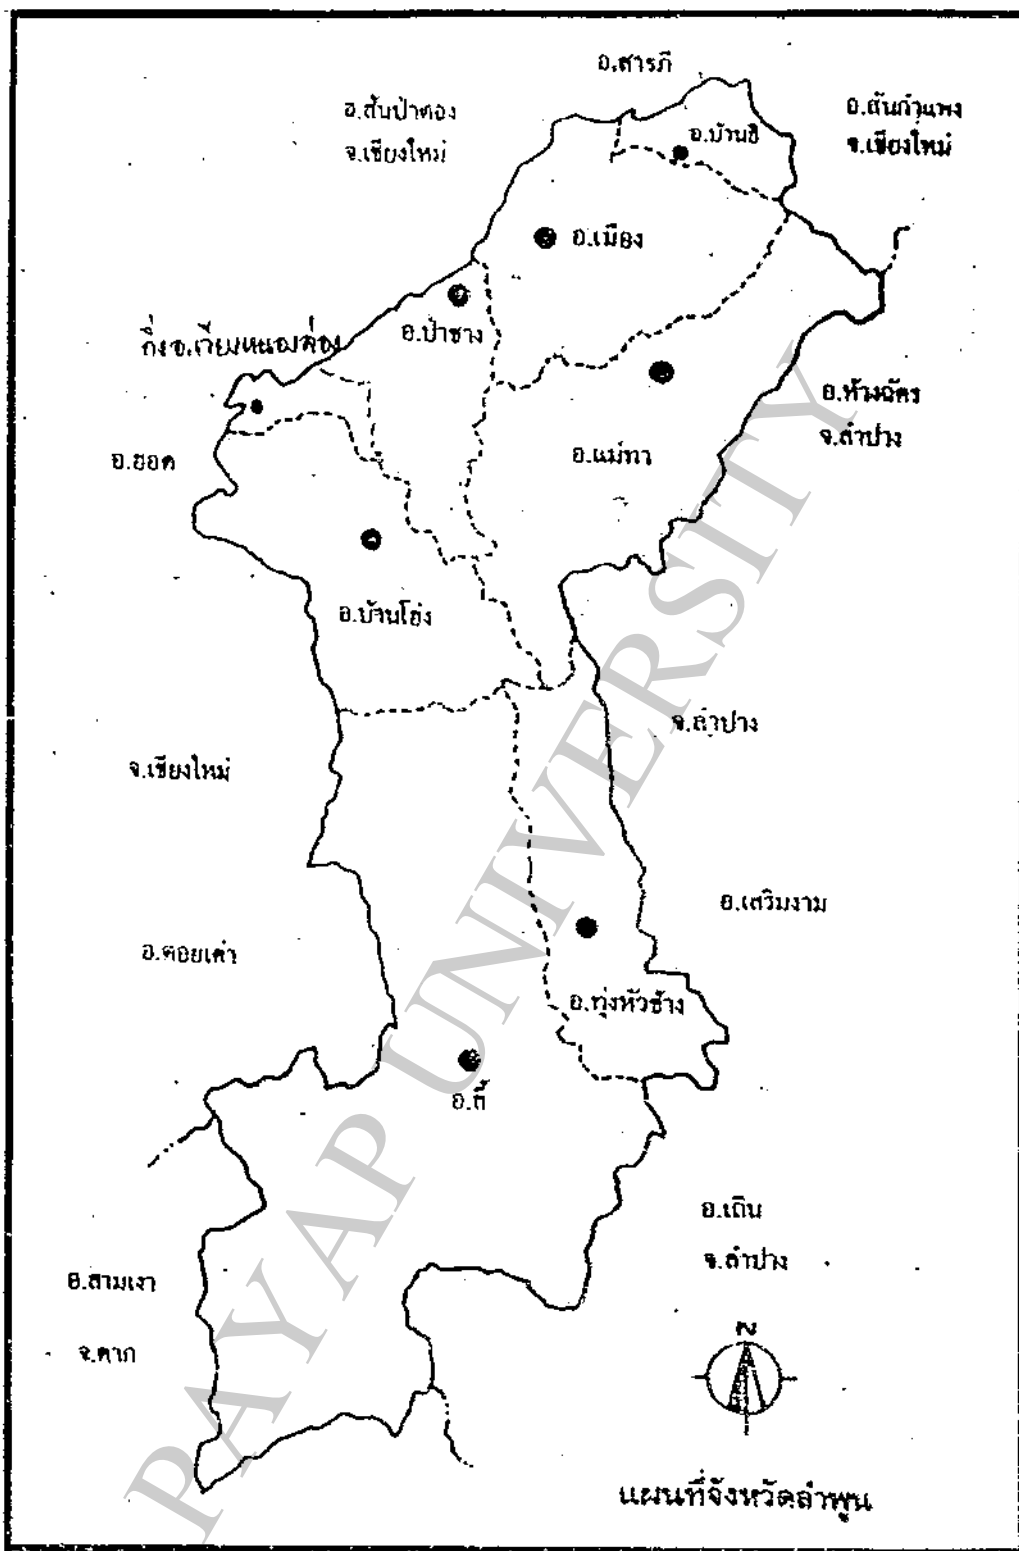 อ.สารภี
อ.สันป่าตอง
จ.เชียงใหม่
อ.สันกำแพง
จ.เชียงใหม่
อ.บ้านธิ
อ.เมือง
อ.ป่าซาง
กิ่งอ.เวียงหนองล่อง
อ.ห้างฉัตร
จ.ลำปาง
อ.ฮอด
อ.แม่ทา
อ.บ้านโฮ่ง
จ.ลำปาง
จ.เชียงใหม่
อ.เสริมงาม
อ.ดอยเต่า
อ.ทุ่งหัวช้าง
อ.ลี้
อ.เถิน
จ.ลำปาง
อ.สามเงา
จ.ตาก
N
แผนที่จังหวัดลำพูน
PAYAP UNIVERSITY